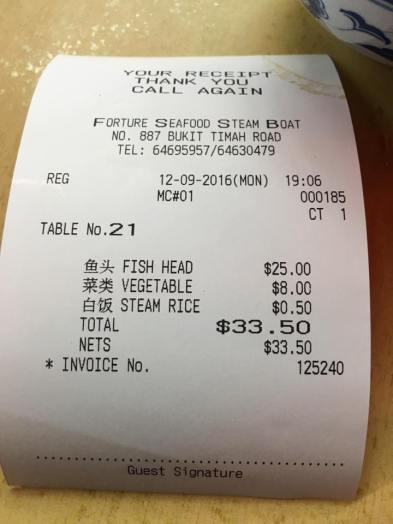 YOUR RECEIPT
THANK YOU
CALL AGAIN
FORTURE SEAFOOD STEAM BOAT
NO. 887 BUKIT TIMAH ROAD
TEL: 64695957/64630479
REG 12-09-2016(MON) 19:06
MC#01 000185
CT 1
TABLE No.21
鱼头 FISH HEAD $25.00
菜类 VEGETABLE $8.00
白饭 STEAM RICE $0.50
TOTAL $33.50
NETS $33.50
* INVOICE No. 125240
Guest Signature